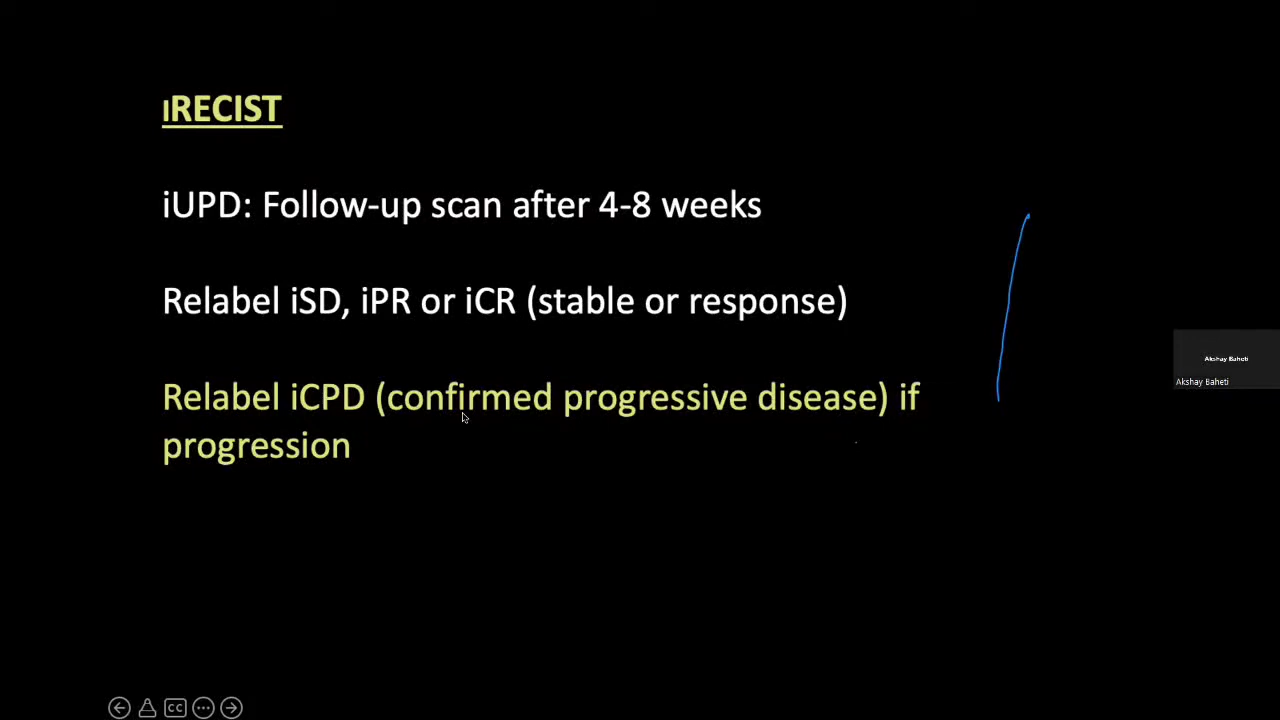 iRECIST
iUPD: Follow-up scan after 4-8 weeks
Relabel iSD, iPR or iCR (stable or response)
Relabel iCPD (confirmed progressive disease) if
progression
Akshay Baheti
Akshay Baheti
CC